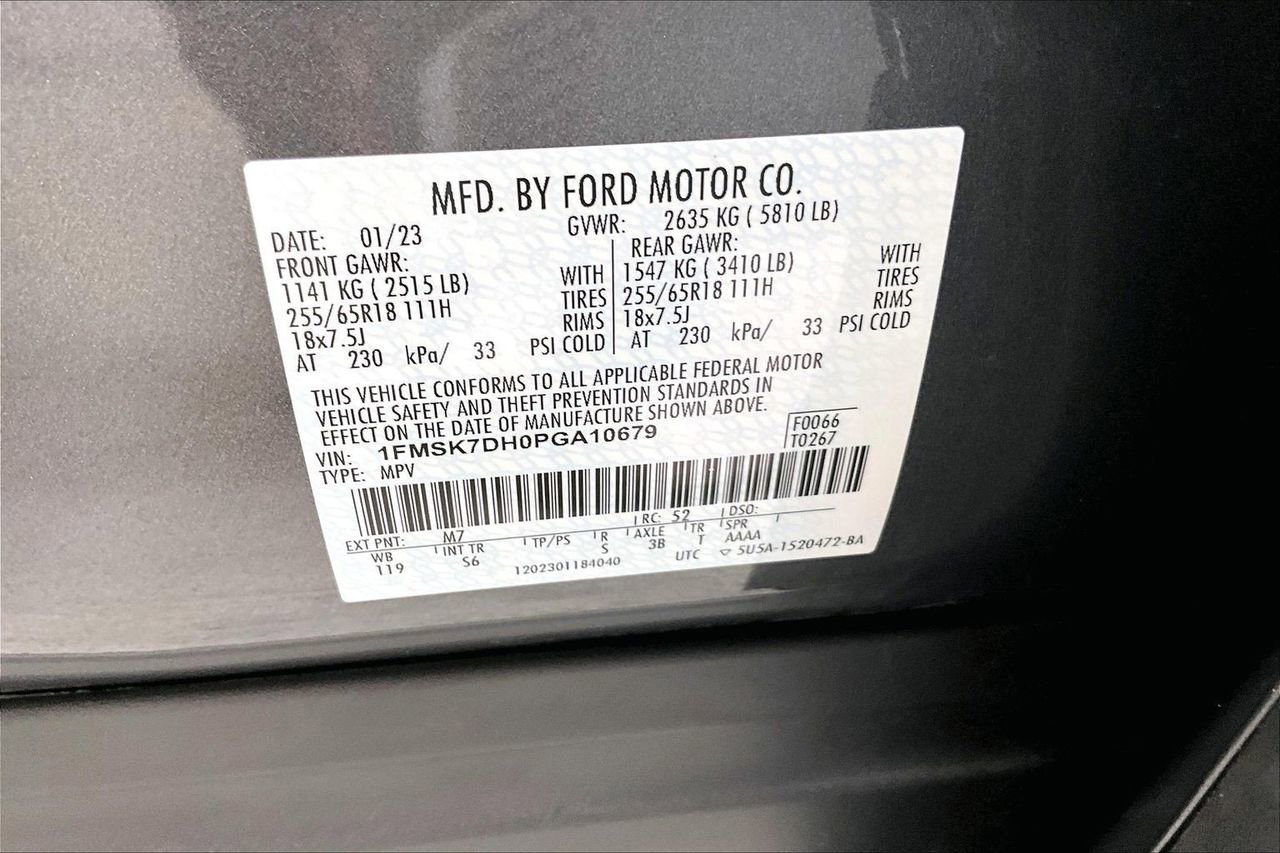 MFD. BY FORD MOTOR CO.
DATE: 01/23 GVWR: 2635 KG ( 5810 LB)
FRONT GAWR: REAR GAWR:
1141 KG ( 2515 LB) WITH 1547 KG ( 3410 LB) WITH
255/65R18 111H TIRES 255/65R18 111H TIRES
18x7.5J RIMS 18x7.5J RIMS
AT 230 kPa/ 33 PSI COLD AT 230 kPa/ 33 PSI COLD
THIS VEHICLE CONFORMS TO ALL APPLICABLE FEDERAL MOTOR
VEHICLE SAFETY AND THEFT PREVENTION STANDARDS IN
EFFECT ON THE DATE OF MANUFACTURE SHOWN ABOVE.
VIN: 1FMSK7DH0PGA10679 F0066
TYPE: MPV T0267
EXT PNT: M7 RC: 52 DSO:
WB INT TR TP/PS R AXLE TR SPR
119 S6 S 3B T AAAA
1202301184040 UTC ▽ 5U5A-1520472-BA